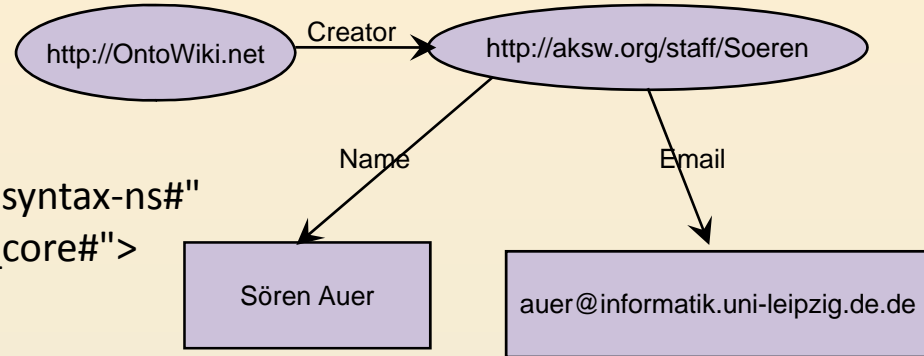 Creator
http://OntoWiki.net
http://aksw.org/staff/Soeren
Name
Email
syntax-ns#"
core#">
Sören Auer
auer@informatik.uni-leipzig.de.de